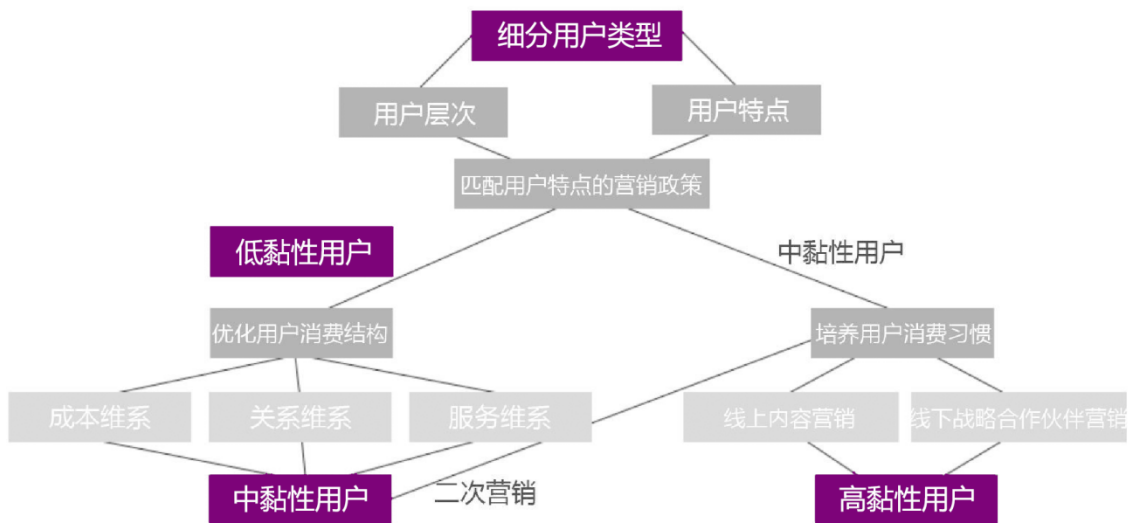 细分用户类型
用户层次
用户特点
匹配用户特点的营销政策
低黏性用户
中黏性用户
优化用户消费结构
培养用户消费习惯
成本维系
关系维系
服务维系
线上内容营销
线下战略合作伙伴营销
中黏性用户
二次营销
高黏性用户